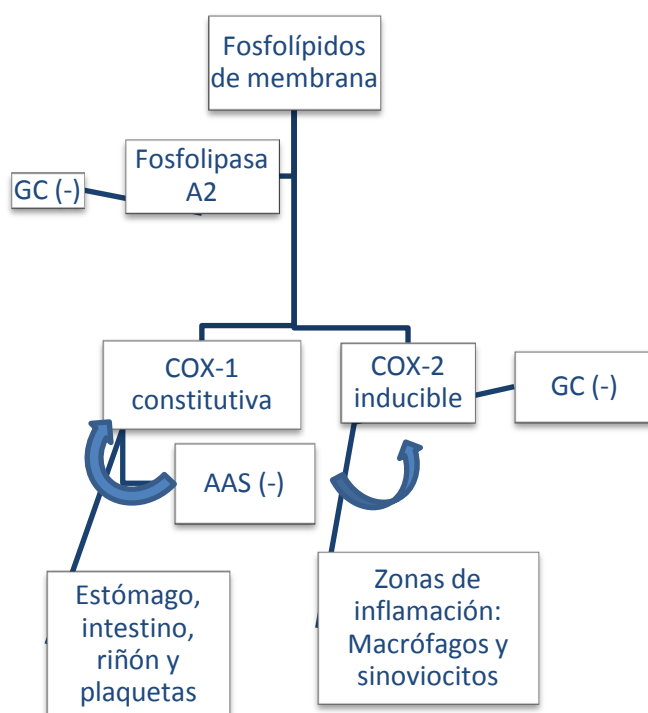 Fosfolípidos
de membrana
Fosfolipasa
A2
GC (-)
COX-1
constitutiva
COX-2
inducible
GC (-)
AAS (-)
Estómago,
intestino,
riñón y
plaquetas
Zonas de
inflamación:
Macrófagos y
sinoviocitos